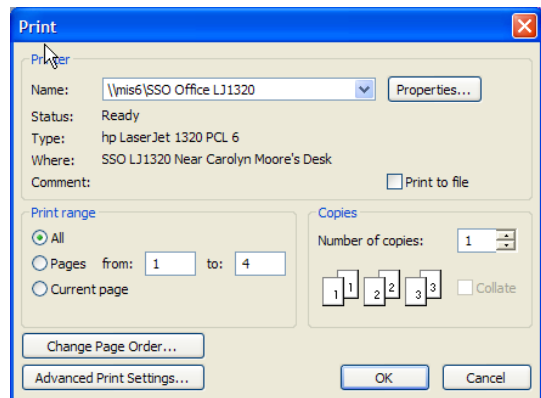 Print
Printer
Name: \\mis6\SSO Office LJ1320 Properties...
Status: Ready
Type: hp LaserJet 1320 PCL 6
Where: SSO LJ1320 Near Carolyn Moore's Desk
Comment: Print to file
Print range
All
Pages from: 1 to: 4
Current page
Copies
Number of copies: 1
1 1 2 2 3 3 Collate
Change Page Order...
Advanced Print Settings... OK Cancel